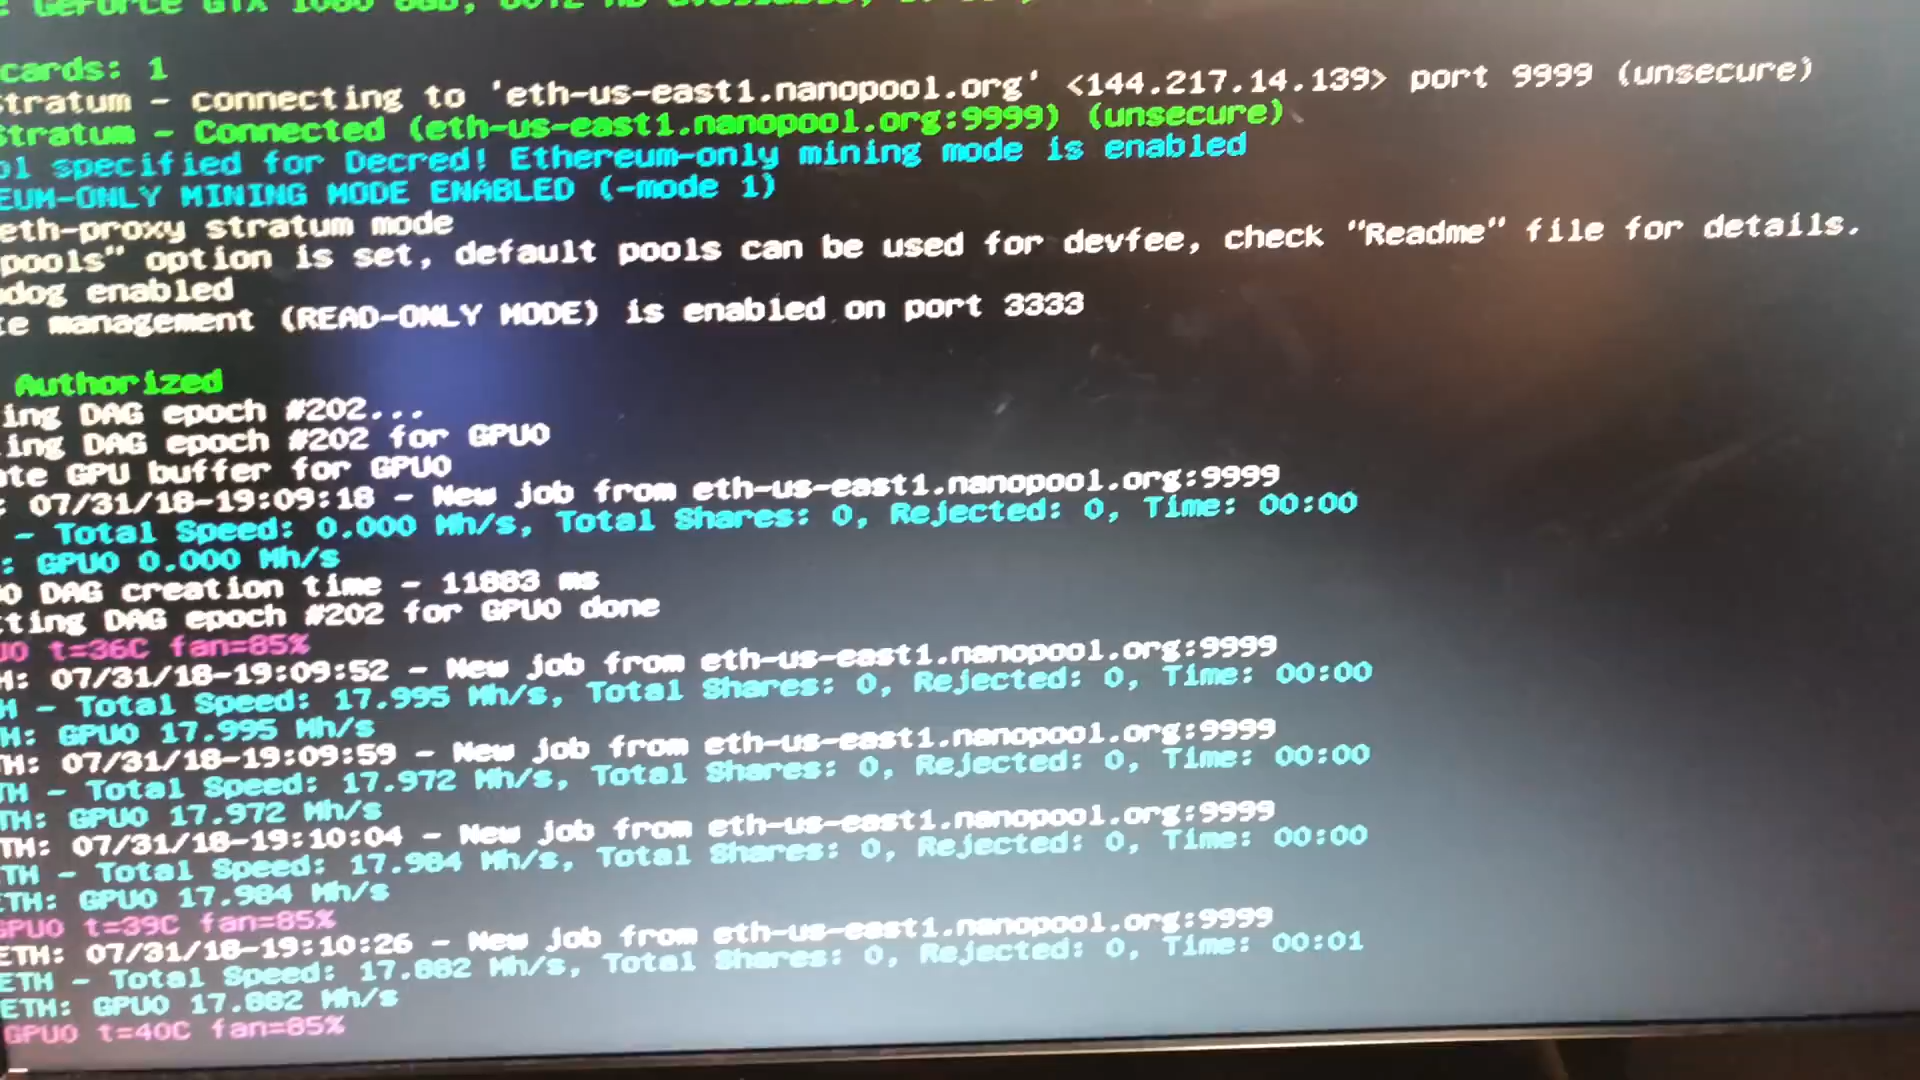 GeForce GTX 1080 8GB,
cards: 1
Stratum - connecting to 'eth-us-east1.nanopool.org' <144.217.14.139> port 9999 (unsecure)
Stratum - Connected (eth-us-east1.nanopool.org:9999) (unsecure)
ol specified for Decred! Ethereum-only mining mode is enabled
EUM-ONLY MINING MODE ENABLED (-mode 1)
eth-proxy stratum mode
pools" option is set, default pools can be used for devfee, check "Readme" file for details.
dog enabled
te management (READ-ONLY MODE) is enabled on port 3333
Authorized
ing DAG epoch #202...
ing DAG epoch #202 for GPU0
ate GPU buffer for GPU0
: 07/31/18-19:09:18 - New job from eth-us-east1.nanopool.org:9999
- Total Speed: 0.000 Mh/s, Total Shares: 0, Rejected: 0, Time: 00:00
: GPU0 0.000 Mh/s
0 DAG creation time - 11883 ms
ting DAG epoch #202 for GPU0 done
U0 t=36C fan=85%
H: 07/31/18-19:09:52 - New job from eth-us-east1.nanopool.org:9999
H - Total Speed: 17.995 Mh/s, Total Shares: 0, Rejected: 0, Time: 00:00
H: GPU0 17.995 Mh/s
TH: 07/31/18-19:09:59 - New job from eth-us-east1.nanopool.org:9999
TH - Total Speed: 17.972 Mh/s, Total Shares: 0, Rejected: 0, Time: 00:00
TH: GPU0 17.972 Mh/s
TH: 07/31/18-19:10:04 - New job from eth-us-east1.nanopool.org:9999
TH - Total Speed: 17.984 Mh/s, Total Shares: 0, Rejected: 0, Time: 00:00
ETH: GPU0 17.984 Mh/s
GPU0 t=39C fan=85%
ETH: 07/31/18-19:10:26 - New job from eth-us-east1.nanopool.org:9999
ETH - Total Speed: 17.882 Mh/s, Total Shares: 0, Rejected: 0, Time: 00:01
ETH: GPU0 17.882 Mh/s
GPU0 t=40C fan=85%